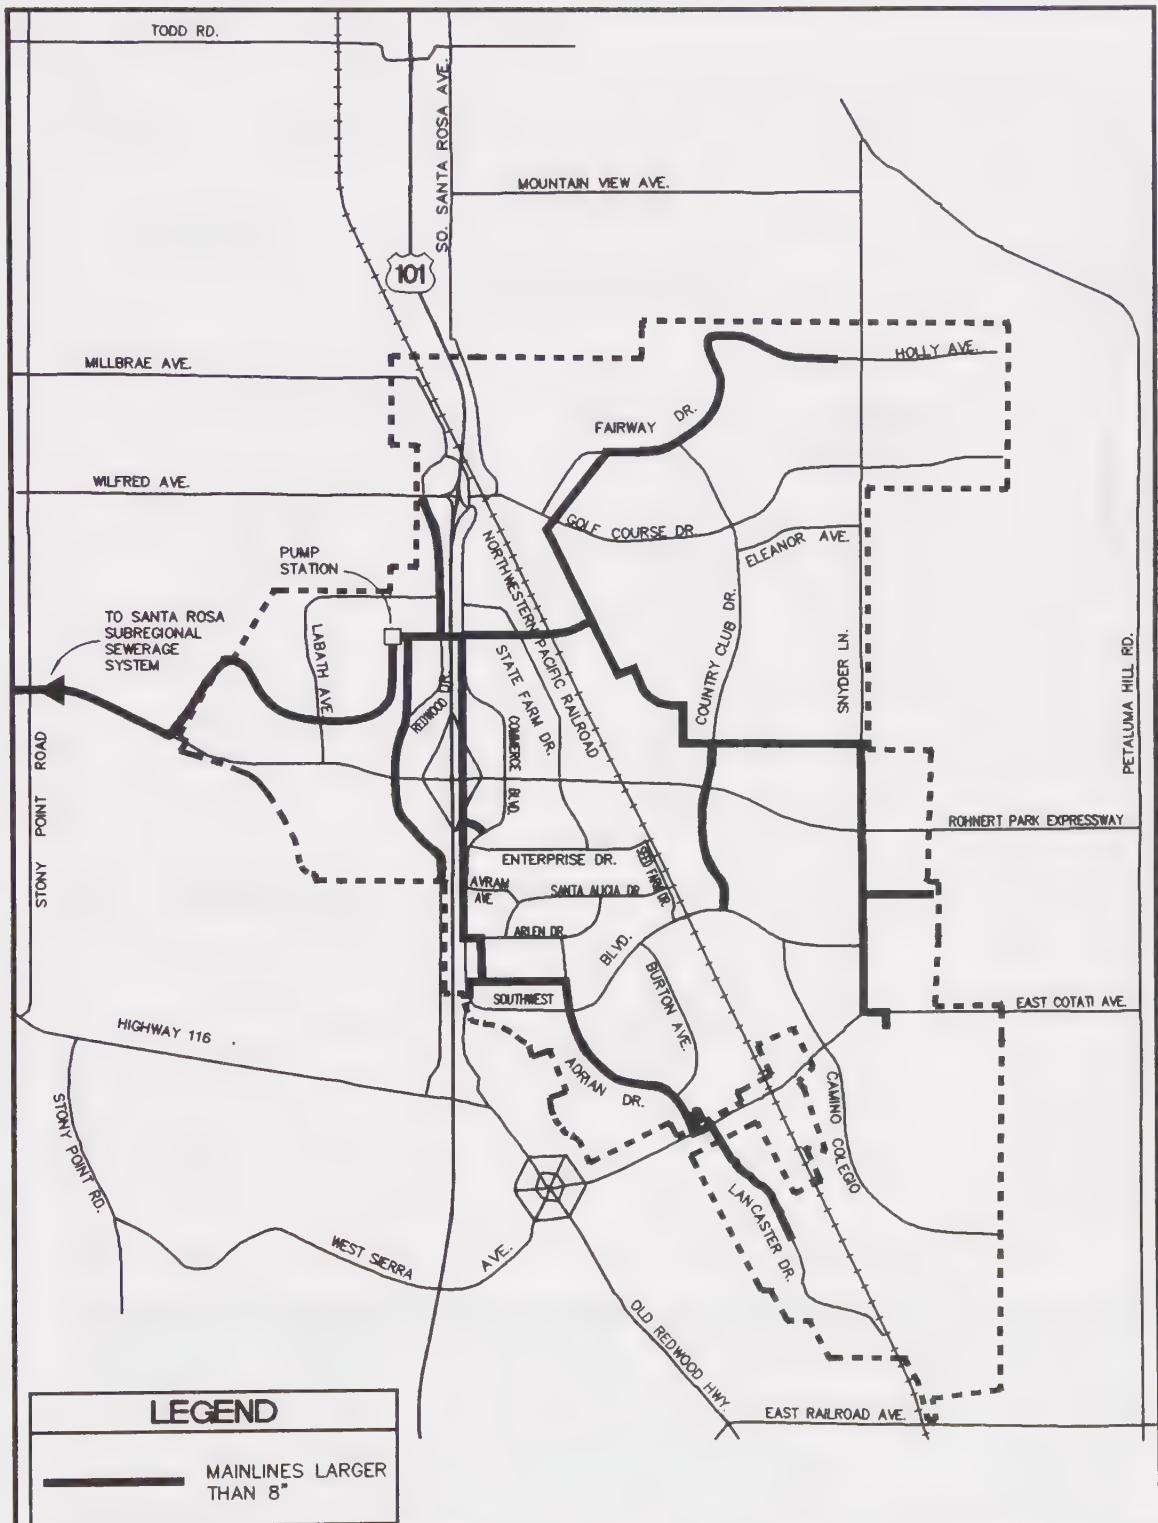 TODD RD.
SO. SANTA ROSA AVE.
MOUNTAIN VIEW AVE.
101
MILLBRAE AVE.
HOLLY AVE.
FAIRWAY DR.
WILFRED AVE.
GOLF COURSE DR.
ELEANOR AVE.
PUMP
STATION
NORTHWESTERN PACIFIC RAILROAD
TO SANTA ROSA
SUBREGIONAL
SEWERAGE
SYSTEM
LABATH AVE
REDWOOD DR.
STATE FARM DR.
COUNTRY CLUB DR.
SNYDER LN.
PETALUMA HILL RD.
COMMERCE BLVD.
STONY POINT ROAD
ROHNERT PARK EXPRESSWAY
ENTERPRISE DR.
SEED FARM DR.
AVRAM
AVE
SANTA ALICIA DR
ARLEN DR.
SOUTHWEST BLVD.
BURTON AVE.
EAST COTATI AVE.
HIGHWAY 116
ADRIAN DR.
CAMINO COLEGIO
STONY POINT RD.
LANCASTER DR.
WEST SIERRA AVE.
OLD REDWOOD HWY.
EAST RAILROAD AVE.
LEGEND
MAINLINES LARGER
THAN 8"